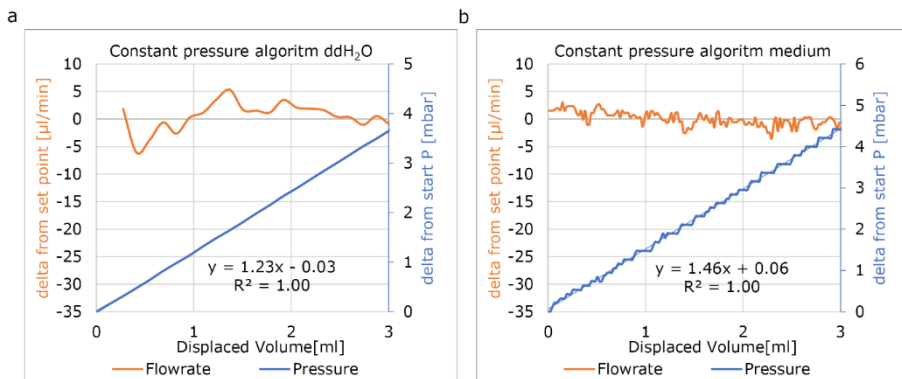 a
Constant pressure algoritm ddH₂O
delta from set point [µl/min]
10
5
0
-5
-10
-15
-20
-25
-30
-35
5
4
3
2
1
0
delta from start P [mbar]
y = 1.23x - 0.03
R² = 1.00
0 1 2 3
Displaced Volume[ml]
Flowrate Pressure
b
Constant pressure algoritm medium
delta from set point [µl/min]
10
5
0
-5
-10
-15
-20
-25
-30
-35
6
5
4
3
2
1
0
delta from start P [mbar]
y = 1.46x + 0.06
R² = 1.00
0 1 2 3
Displaced Volume[ml]
Flowrate Pressure